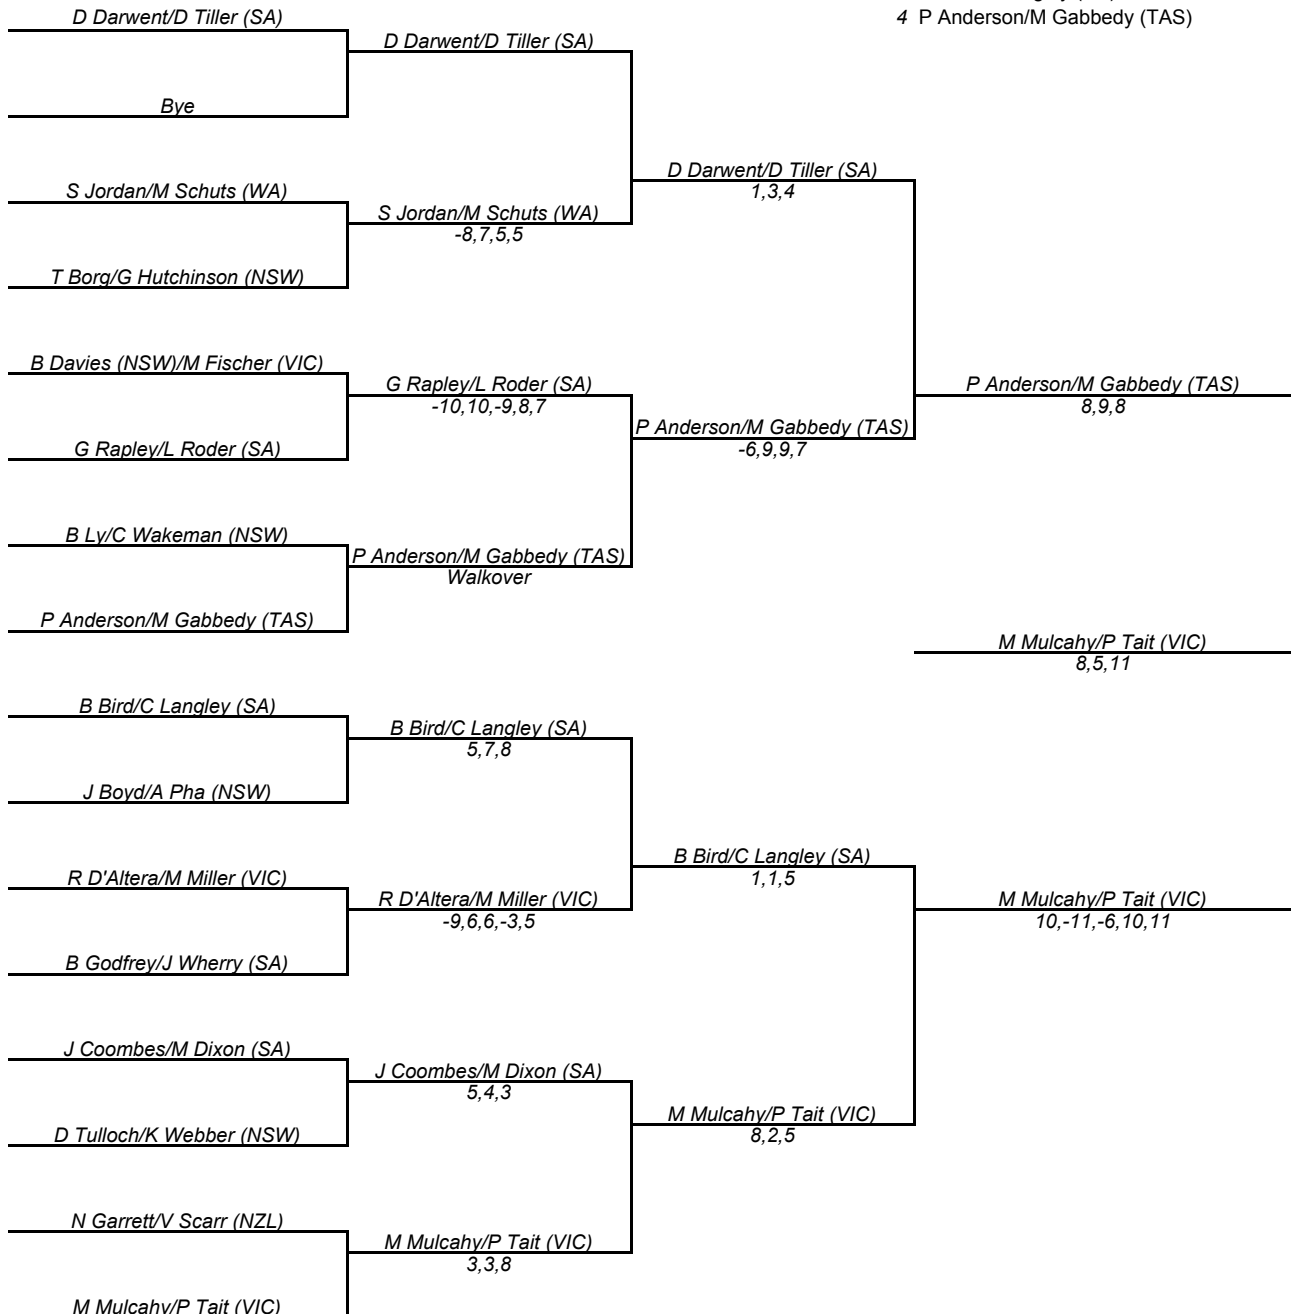 D Darwent/D Tiller (SA)
4 P Anderson/M Gabbedy (TAS)
D Darwent/D Tiller (SA)
Bye
D Darwent/D Tiller (SA)
1,3,4
S Jordan/M Schuts (WA)
S Jordan/M Schuts (WA)
-8,7,5,5
T Borg/G Hutchinson (NSW)
B Davies (NSW)/M Fischer (VIC)
G Rapley/L Roder (SA)
-10,10,-9,8,7
P Anderson/M Gabbedy (TAS)
8,9,8
P Anderson/M Gabbedy (TAS)
-6,9,9,7
G Rapley/L Roder (SA)
B Ly/C Wakeman (NSW)
P Anderson/M Gabbedy (TAS)
Walkover
P Anderson/M Gabbedy (TAS)
M Mulcahy/P Tait (VIC)
8,5,11
B Bird/C Langley (SA)
B Bird/C Langley (SA)
5,7,8
J Boyd/A Pha (NSW)
B Bird/C Langley (SA)
1,1,5
R D'Altera/M Miller (VIC)
R D'Altera/M Miller (VIC)
-9,6,6,-3,5
M Mulcahy/P Tait (VIC)
10,-11,-6,10,11
B Godfrey/J Wherry (SA)
J Coombes/M Dixon (SA)
J Coombes/M Dixon (SA)
5,4,3
M Mulcahy/P Tait (VIC)
8,2,5
D Tulloch/K Webber (NSW)
N Garrett/V Scarr (NZL)
M Mulcahy/P Tait (VIC)
3,3,8
M Mulcahy/P Tait (VIC)